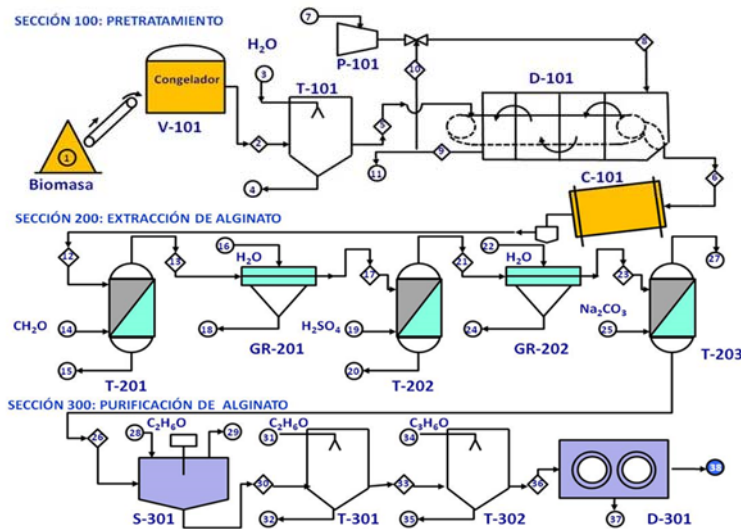 SECCIÓN 100: PRETRATAMIENTO
7
P-101
10
8
H₂O
3
T-101
D-101
Congelador
V-101
2
5
9
11
4
6
1
Biomasa
C-101
SECCIÓN 200: EXTRACCIÓN DE ALGINATO
12
13
16
H₂O
17
21
22
H₂O
23
27
CH₂O
14
18
GR-201
H₂SO₄
19
24
GR-202
Na₂CO₃
25
T-203
15
T-201
20
T-202
SECCIÓN 300: PURIFICACIÓN DE ALGINATO
26
28
C₂H₆O
29
C₂H₆O
31
C₃H₆O
34
30
33
36
38
S-301
32
T-301
35
T-302
37
D-301